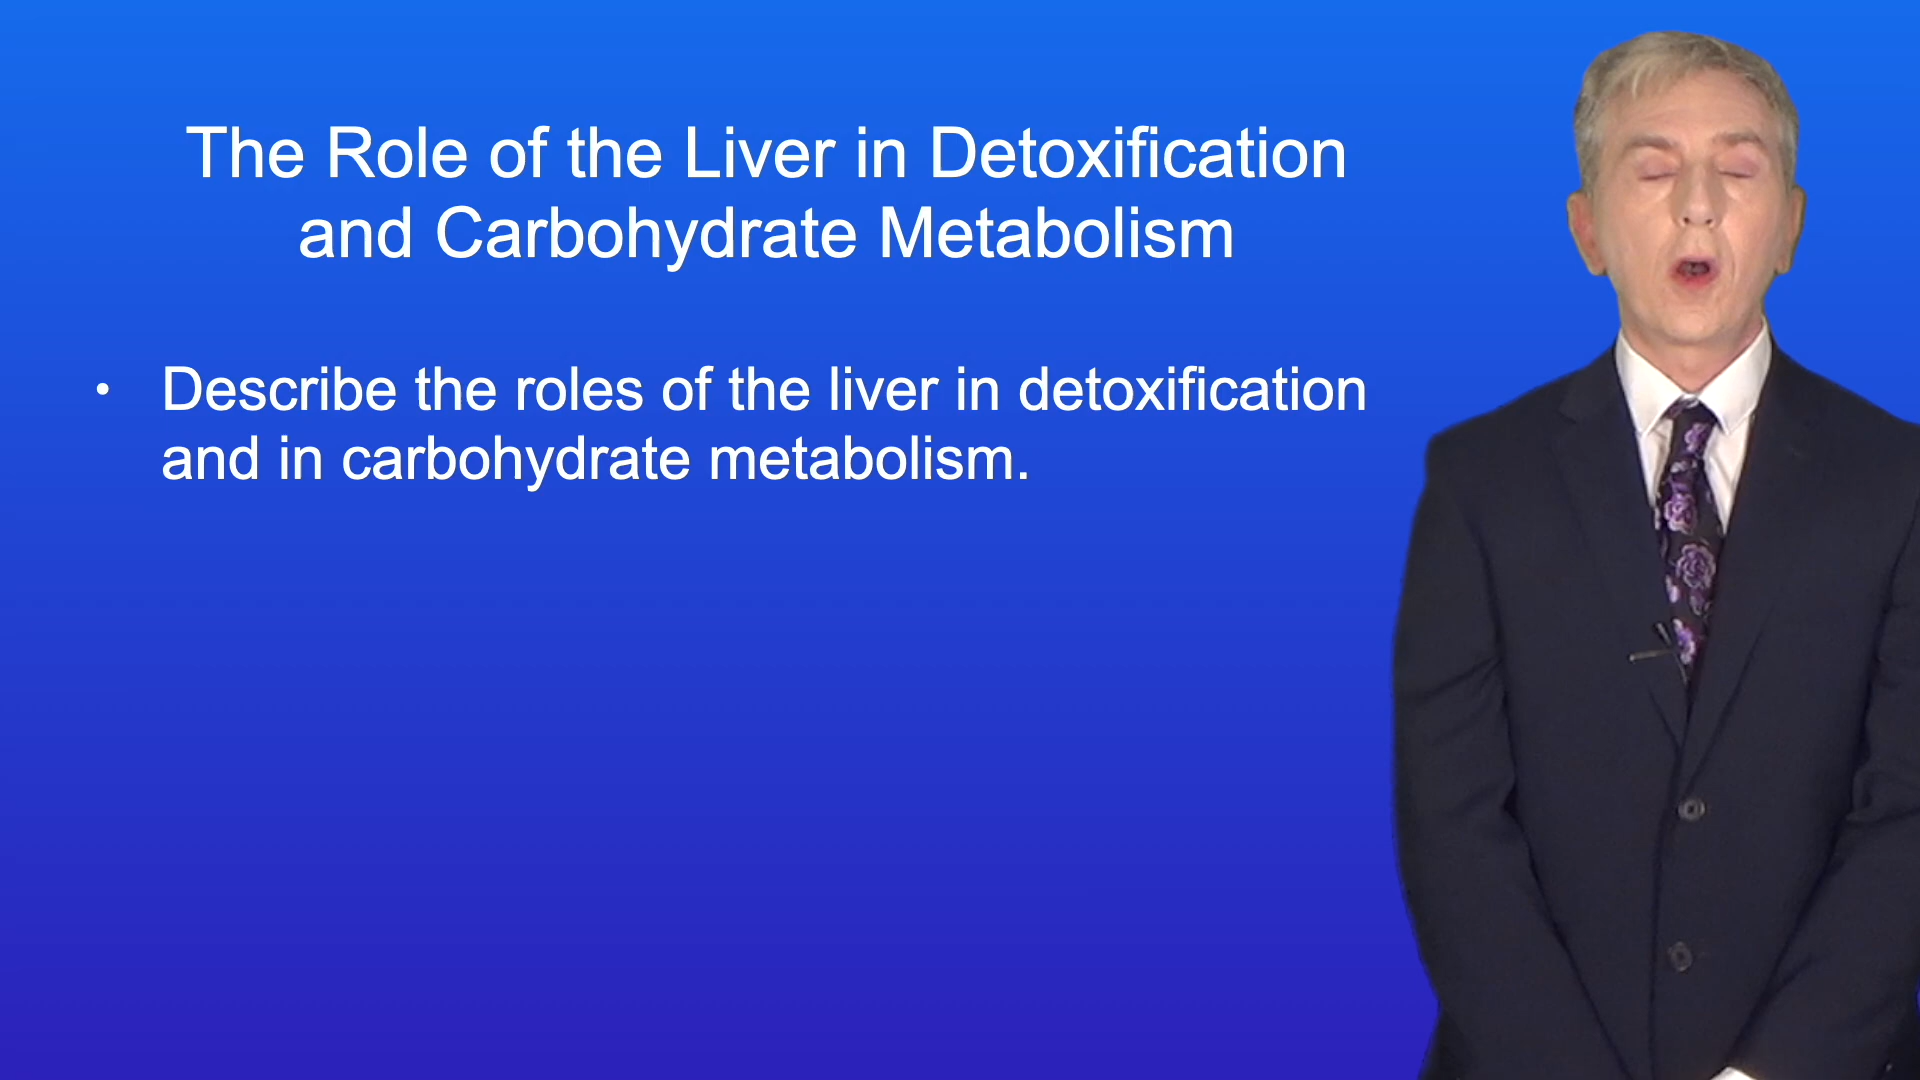 The Role of the Liver in Detoxification
and Carbohydrate Metabolism
• Describe the roles of the liver in detoxification
and in carbohydrate metabolism.